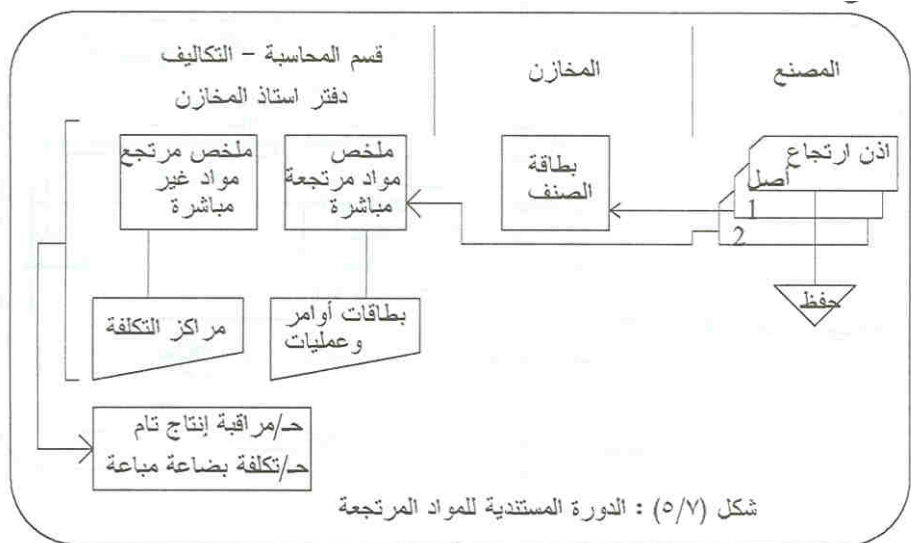 المصنع
المخازن
قسم المحاسبة - التكاليف
دفتر استاذ المخازن
اذن ارتجاع
أصل
1
2
حفظ
بطاقة
الصنف
ملخص
مواد مرتجعة
مباشرة
ملخص مرتجع
مواد غير
مباشرة
بطاقات أوامر
وعمليات
مراكز التكلفة
حـ/مراقبة إنتاج تام
حـ/تكلفة بضاعة مباعة
شكل (٥/٧) : الدورة المستندية للمواد المرتجعة